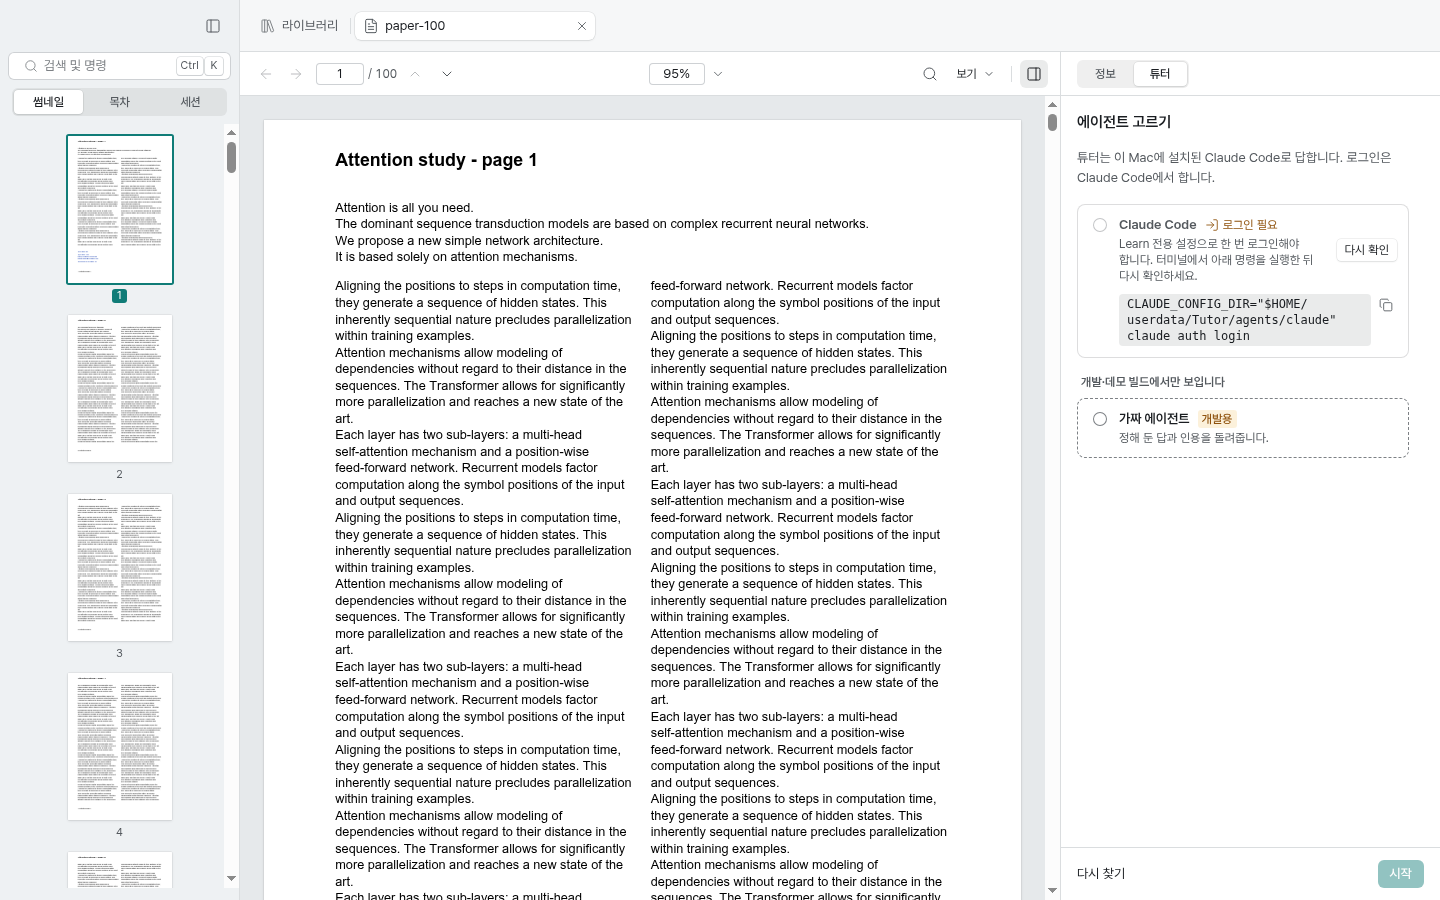 라이브러리
paper-100
검색 및 명령
Ctrl
K
썸네일
목차
세션
1
2
3
4
1
/ 100
95%
보기
정보
튜터
Attention study - page 1
Attention is all you need.
The dominant sequence transduction models are based on complex recurrent neural networks.
We propose a new simple network architecture.
It is based solely on attention mechanisms.
Aligning the positions to steps in computation time,
they generate a sequence of hidden states. This
inherently sequential nature precludes parallelization
within training examples.
Attention mechanisms allow modeling of
dependencies without regard to their distance in the
sequences. The Transformer allows for significantly
more parallelization and reaches a new state of the
art.
Each layer has two sub-layers: a multi-head
self-attention mechanism and a position-wise
feed-forward network. Recurrent models factor
computation along the symbol positions of the input
and output sequences.
Aligning the positions to steps in computation time,
they generate a sequence of hidden states. This
inherently sequential nature precludes parallelization
within training examples.
Attention mechanisms allow modeling of
dependencies without regard to their distance in the
sequences. The Transformer allows for significantly
more parallelization and reaches a new state of the
art.
Each layer has two sub-layers: a multi-head
self-attention mechanism and a position-wise
feed-forward network. Recurrent models factor
computation along the symbol positions of the input
and output sequences.
Aligning the positions to steps in computation time,
they generate a sequence of hidden states. This
inherently sequential nature precludes parallelization
within training examples.
Attention mechanisms allow modeling of
dependencies without regard to their distance in the
sequences. The Transformer allows for significantly
more parallelization and reaches a new state of the
art.
Each layer has two sub-layers: a multi-head
feed-forward network. Recurrent models factor
computation along the symbol positions of the input
and output sequences.
Aligning the positions to steps in computation time,
they generate a sequence of hidden states. This
inherently sequential nature precludes parallelization
within training examples.
Attention mechanisms allow modeling of
dependencies without regard to their distance in the
sequences. The Transformer allows for significantly
more parallelization and reaches a new state of the
art.
Each layer has two sub-layers: a multi-head
self-attention mechanism and a position-wise
feed-forward network. Recurrent models factor
computation along the symbol positions of the input
and output sequences.
Aligning the positions to steps in computation time,
they generate a sequence of hidden states. This
inherently sequential nature precludes parallelization
within training examples.
Attention mechanisms allow modeling of
dependencies without regard to their distance in the
sequences. The Transformer allows for significantly
more parallelization and reaches a new state of the
art.
Each layer has two sub-layers: a multi-head
self-attention mechanism and a position-wise
feed-forward network. Recurrent models factor
computation along the symbol positions of the input
and output sequences.
Aligning the positions to steps in computation time,
they generate a sequence of hidden states. This
inherently sequential nature precludes parallelization
within training examples.
Attention mechanisms allow modeling of
dependencies without regard to their distance in the
sequences. The Transformer allows for significantly
에이전트 고르기
튜터는 이 Mac에 설치된 Claude Code로 답합니다. 로그인은
Claude Code에서 합니다.
Claude Code 로그인 필요
Learn 전용 설정으로 한 번 로그인해야
합니다. 터미널에서 아래 명령을 실행한 뒤
다시 확인하세요.
다시 확인
CLAUDE_CONFIG_DIR="$HOME/
userdata/Tutor/agents/claude"
claude auth login
개발·데모 빌드에서만 보입니다
가짜 에이전트 개발용
정해 둔 답과 인용을 돌려줍니다.
다시 찾기
시작